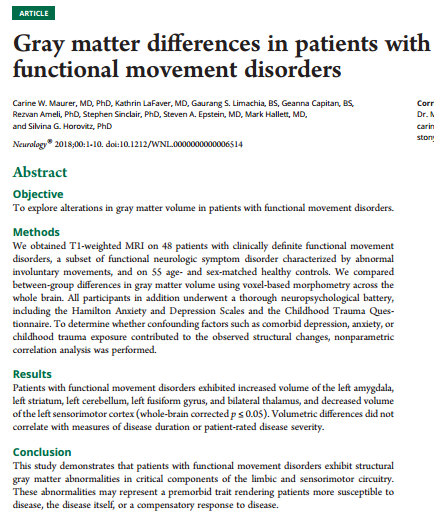 ARTICLE
Gray matter differences in patients with
functional movement disorders
Carine W. Maurer, MD, PhD, Kathrin LaFaver, MD, Gaurang S. Limachia, BS, Geanna Capitan, BS,
Rezvan Ameli, PhD, Stephen Sinclair, PhD, Steven A. Epstein, MD, Mark Hallett, MD,
and Silvina G. Horovitz, PhD
Neurology® 2018;00:1-10. doi:10.1212/WNL.0000000000006514
Corr
Dr. M
carin
stony
Abstract
Objective
To explore alterations in gray matter volume in patients with functional movement disorders.
Methods
We obtained T1-weighted MRI on 48 patients with clinically definite functional movement
disorders, a subset of functional neurologic symptom disorder characterized by abnormal
involuntary movements, and on 55 age- and sex-matched healthy controls. We compared
between-group differences in gray matter volume using voxel-based morphometry across the
whole brain. All participants in addition underwent a thorough neuropsychological battery,
including the Hamilton Anxiety and Depression Scales and the Childhood Trauma Ques-
tionnaire. To determine whether confounding factors such as comorbid depression, anxiety, or
childhood trauma exposure contributed to the observed structural changes, nonparametric
correlation analysis was performed.
Results
Patients with functional movement disorders exhibited increased volume of the left amygdala,
left striatum, left cerebellum, left fusiform gyrus, and bilateral thalamus, and decreased volume
of the left sensorimotor cortex (whole-brain corrected p ≤ 0.05). Volumetric differences did not
correlate with measures of disease duration or patient-rated disease severity.
Conclusion
This study demonstrates that patients with functional movement disorders exhibit structural
gray matter abnormalities in critical components of the limbic and sensorimotor circuitry.
These abnormalities may represent a premorbid trait rendering patients more susceptible to
disease, the disease itself, or a compensatory response to disease.